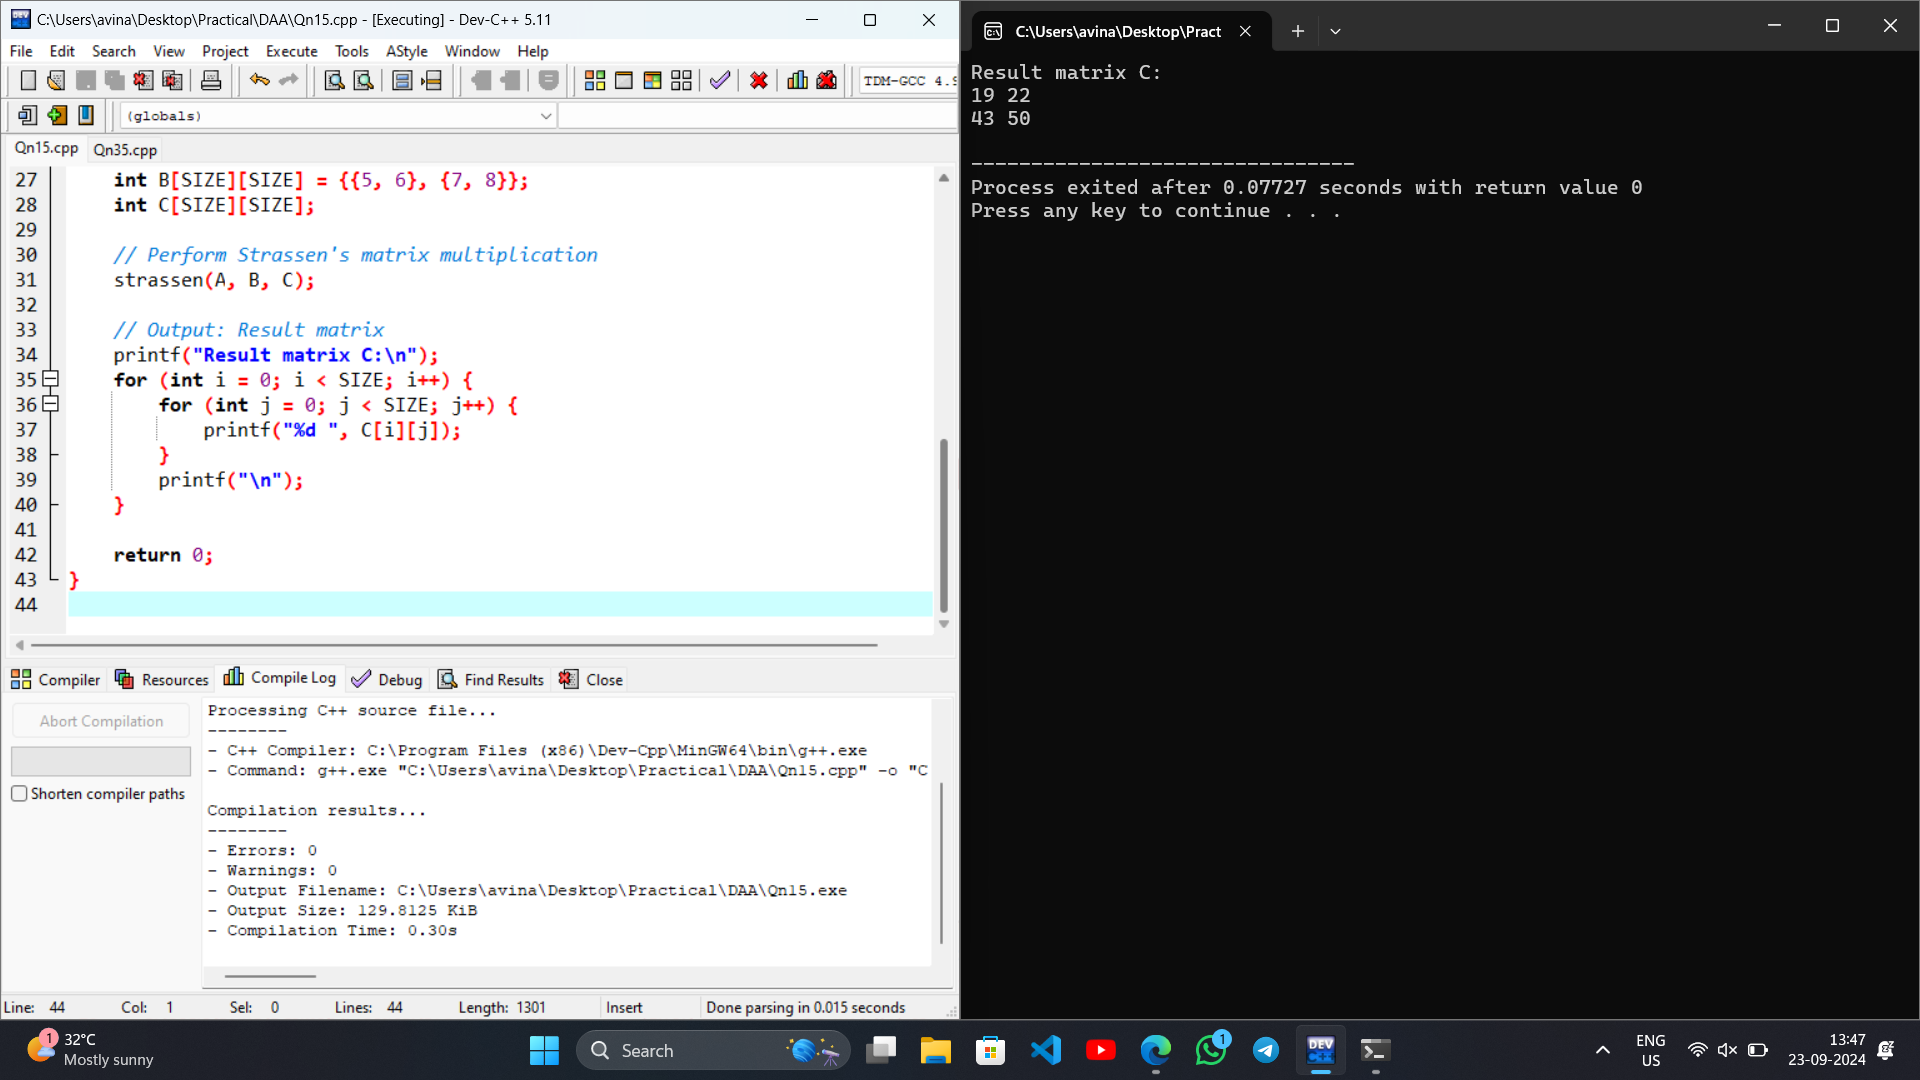 C:\Users\avina\Desktop\Practical\DAA\Qn15.cpp - [Executing] - Dev-C++ 5.11
File Edit Search View Project Execute Tools AStyle Window Help
TDM-GCC 4.9
(globals)
Qn15.cpp Qn35.cpp
27 int B[SIZE][SIZE] = {{5, 6}, {7, 8}};
28 int C[SIZE][SIZE];
29
30 // Perform Strassen's matrix multiplication
31 strassen(A, B, C);
32
33 // Output: Result matrix
34 printf("Result matrix C:\n");
35 for (int i = 0; i < SIZE; i++) {
36 for (int j = 0; j < SIZE; j++) {
37 printf("%d ", C[i][j]);
38 }
39 printf("\n");
40 }
41
42 return 0;
43 }
44
Compiler Resources Compile Log Debug Find Results Close
Abort Compilation
Shorten compiler paths
Processing C++ source file...
--------
- C++ Compiler: C:\Program Files (x86)\Dev-Cpp\MinGW64\bin\g++.exe
- Command: g++.exe "C:\Users\avina\Desktop\Practical\DAA\Qn15.cpp" -o "C
Compilation results...
--------
- Errors: 0
- Warnings: 0
- Output Filename: C:\Users\avina\Desktop\Practical\DAA\Qn15.exe
- Output Size: 129.8125 KiB
- Compilation Time: 0.30s
Line: 44 Col: 1 Sel: 0 Lines: 44 Length: 1301 Insert Done parsing in 0.015 seconds
C:\Users\avina\Desktop\Pract
Result matrix C:
19 22
43 50
--------------------------------
Process exited after 0.07727 seconds with return value 0
Press any key to continue . . .
1
32°C
Mostly sunny
Search
1
DEV
C++
ENG
US
13:47
23-09-2024